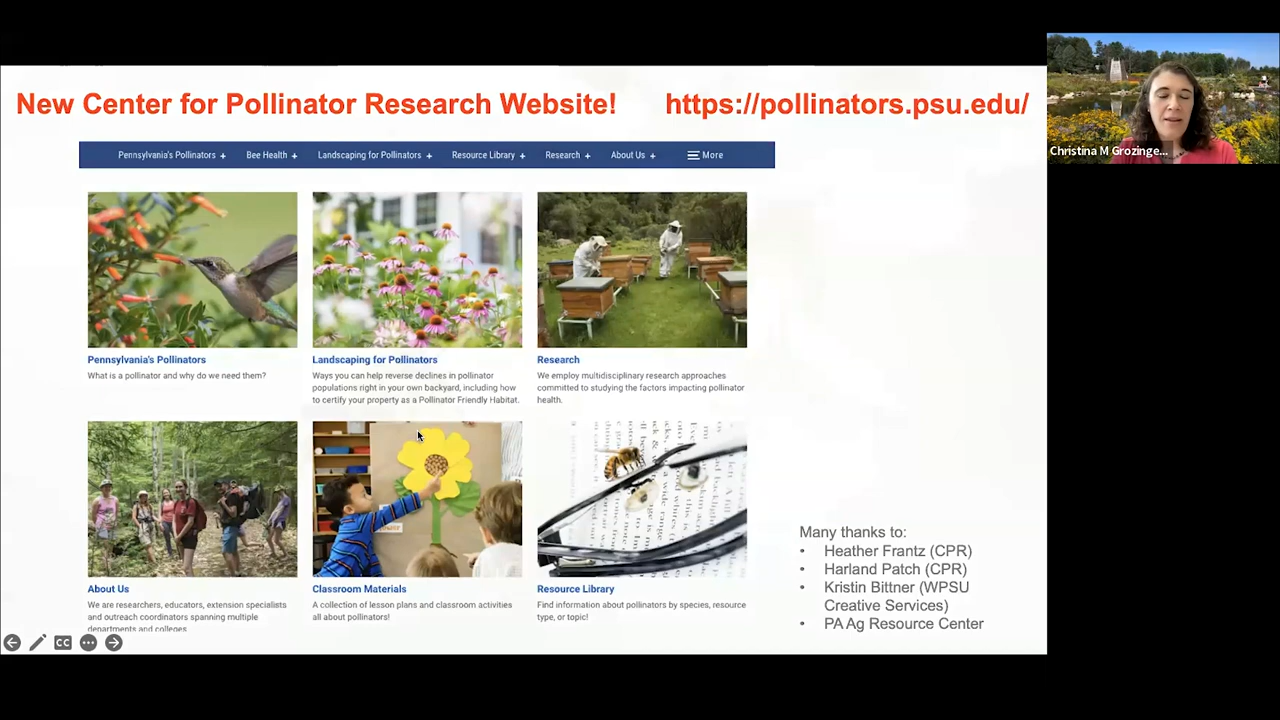 New Center for Pollinator Research Website! https://pollinators.psu.edu/
Christina M Grozinge...
Pennsylvania's Pollinators + Bee Health + Landscaping for Pollinators + Resource Library + Research + About Us + More
Pennsylvania's Pollinators
What is a pollinator and why do we need them?
Landscaping for Pollinators
Ways you can help reverse declines in pollinator
populations right in your own backyard, including how
to certify your property as a Pollinator Friendly Habitat.
Research
We employ multidisciplinary research approaches
committed to studying the factors impacting pollinator
health.
About Us
We are researchers, educators, extension specialists
and outreach coordinators spanning multiple
departments and colleges.
Classroom Materials
A collection of lesson plans and classroom activities
all about pollinators!
Resource Library
Find information about pollinators by species, resource
type, or topic!
Many thanks to:
• Heather Frantz (CPR)
• Harland Patch (CPR)
• Kristin Bittner (WPSU
Creative Services)
• PA Ag Resource Center
CC